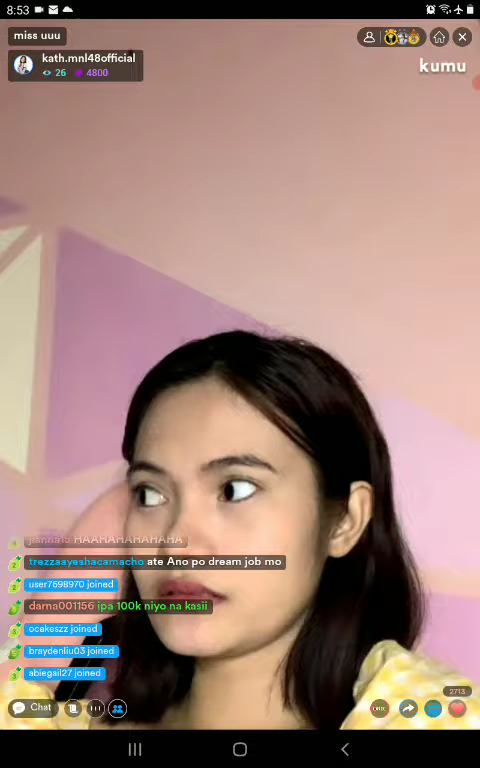 8:53
miss uuu
kath.mnl48official
26 4800
kumu
HAAHAHAHAHAHA
trezzaayeshacamacho ate Ano po dream job mo
user7698970 joined
darna001156 ipa 100k niyo na kasii
ocakeszz joined
braydenliu03 joined
abiegail27 joined
2713
Chat